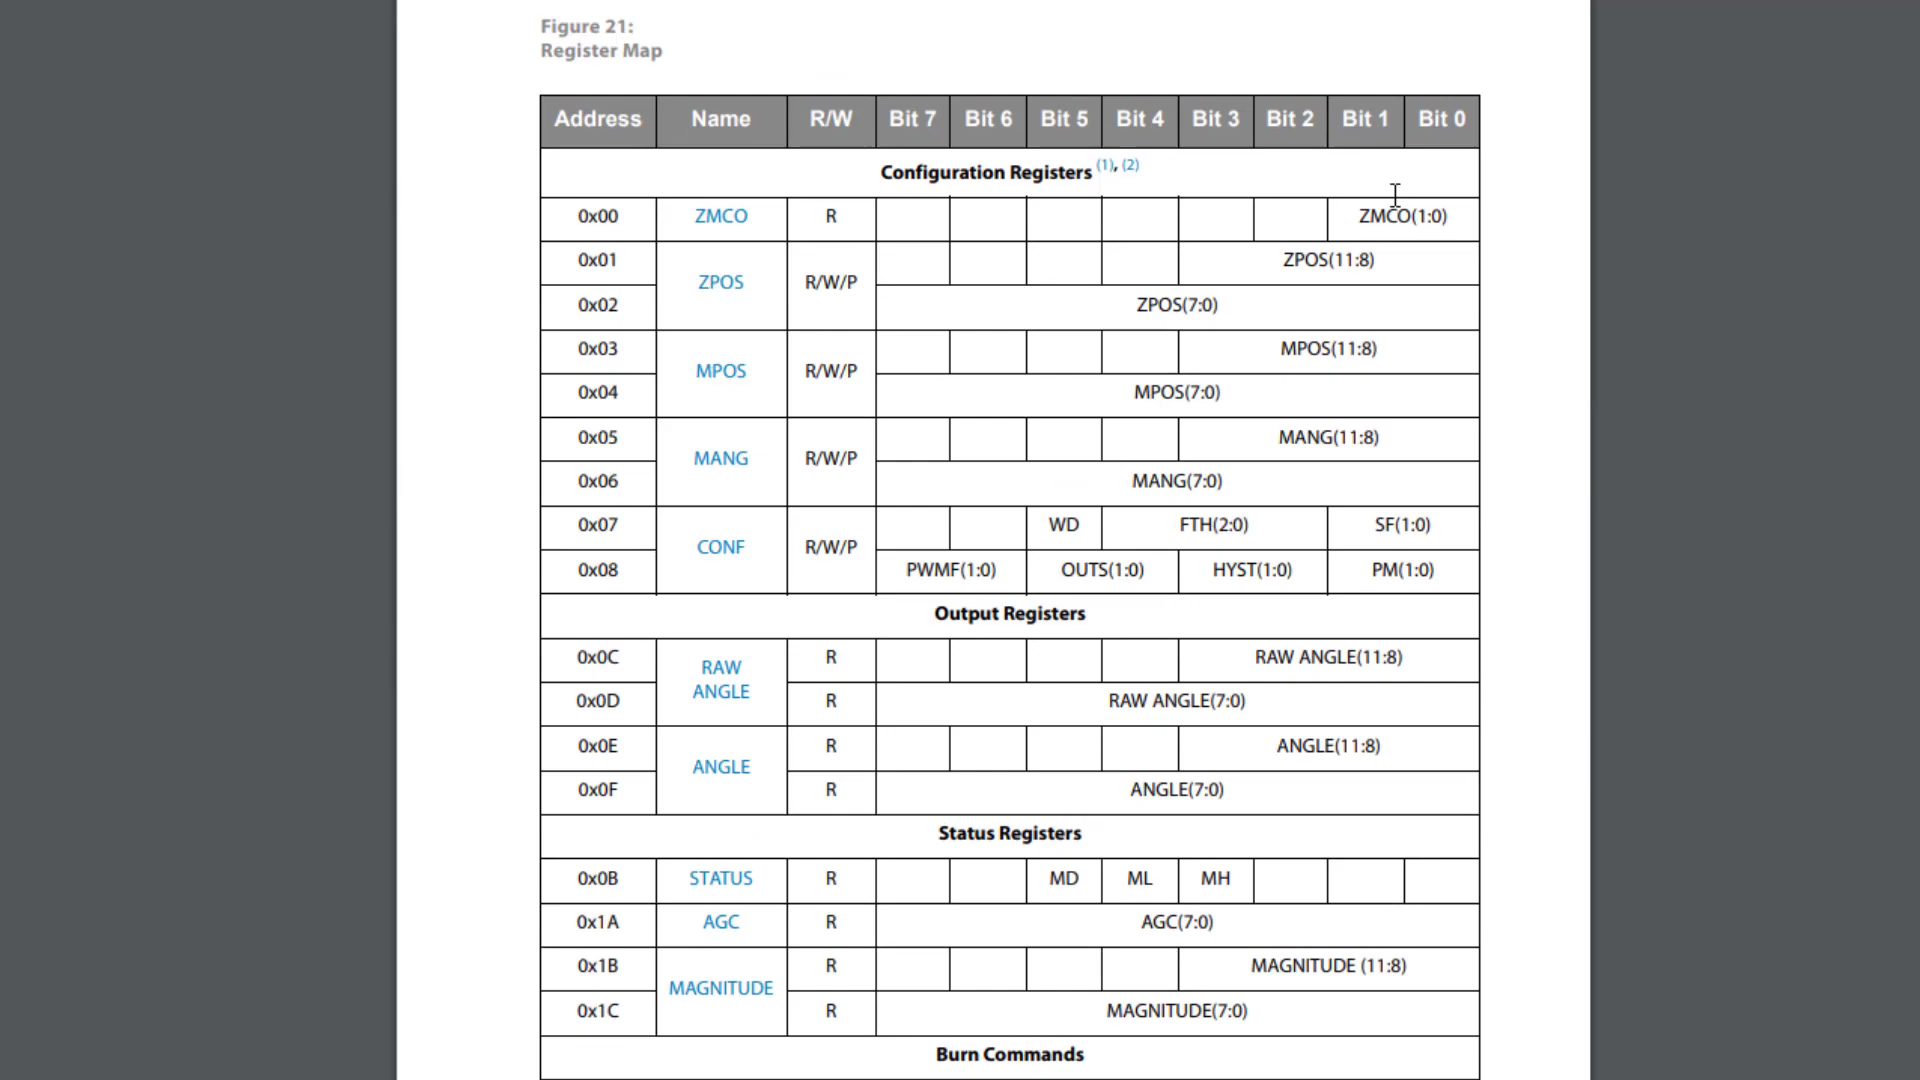 Figure 21:
Register Map
Address Name R/W Bit 7 Bit 6 Bit 5 Bit 4 Bit 3 Bit 2 Bit 1 Bit 0
Configuration Registers (1), (2)
0x00 ZMCO R ZMCO(1:0)
0x01 ZPOS R/W/P ZPOS(11:8)
0x02 ZPOS(7:0)
0x03 MPOS R/W/P MPOS(11:8)
0x04 MPOS(7:0)
0x05 MANG R/W/P MANG(11:8)
0x06 MANG(7:0)
0x07 CONF R/W/P WD FTH(2:0) SF(1:0)
0x08 PWMF(1:0) OUTS(1:0) HYST(1:0) PM(1:0)
Output Registers
0x0C RAW ANGLE R RAW ANGLE(11:8)
0x0D R RAW ANGLE(7:0)
0x0E ANGLE R ANGLE(11:8)
0x0F R ANGLE(7:0)
Status Registers
0x0B STATUS R MD ML MH
0x1A AGC R AGC(7:0)
0x1B MAGNITUDE R MAGNITUDE (11:8)
0x1C R MAGNITUDE(7:0)
Burn Commands